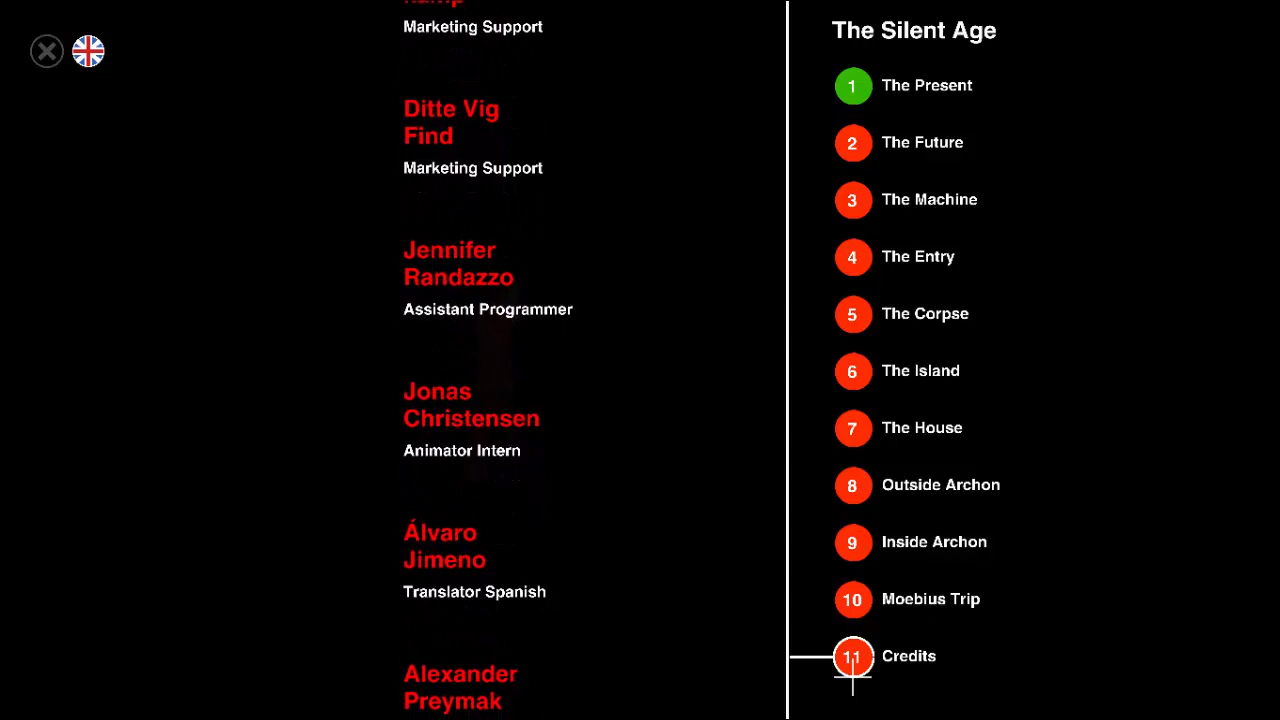 Marketing Support
Ditte Vig
Find
Marketing Support
Jennifer
Randazzo
Assistant Programmer
Jonas
Christensen
Animator Intern
Álvaro
Jimeno
Translator Spanish
Alexander
Preymak
The Silent Age
1 The Present
2 The Future
3 The Machine
4 The Entry
5 The Corpse
6 The Island
7 The House
8 Outside Archon
9 Inside Archon
10 Moebius Trip
11 Credits